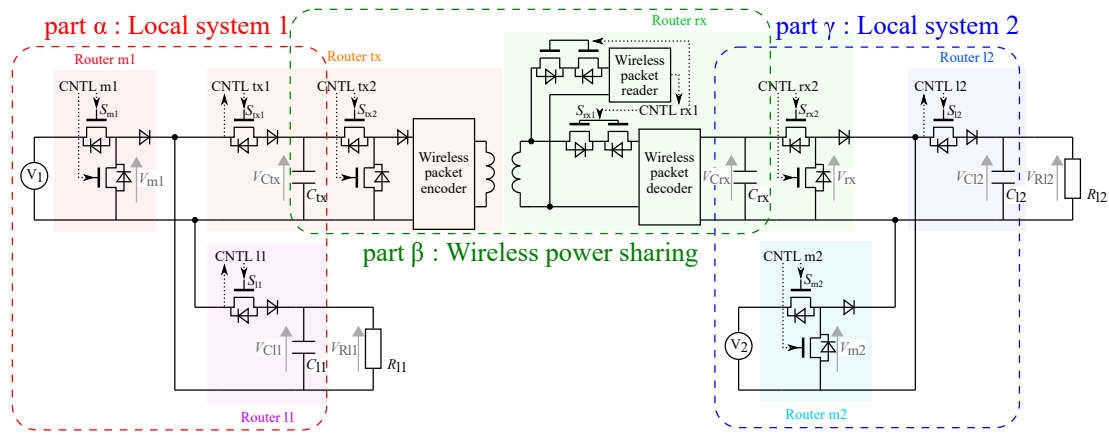 part α : Local system 1
Router rx
part γ : Local system 2
Router m1
Router tx
Router l2
CNTL m1
CNTL tx1
CNTL tx2
Wireless packet reader
CNTL rx1
CNTL rx2
CNTL l2
Sm1
Stx1
Stx2
Srx1
Srx2
Sl2
V1
Vm1
VCtx
Ctx
Wireless packet encoder
Wireless packet decoder
VCrx
Crx
Vrx
VCl2
Cl2
VRl2
Rl2
part β : Wireless power sharing
CNTL l1
Sl1
VCl1
Cl1
VRl1
Rl1
Router l1
CNTL m2
Sm2
V2
Vm2
Router m2